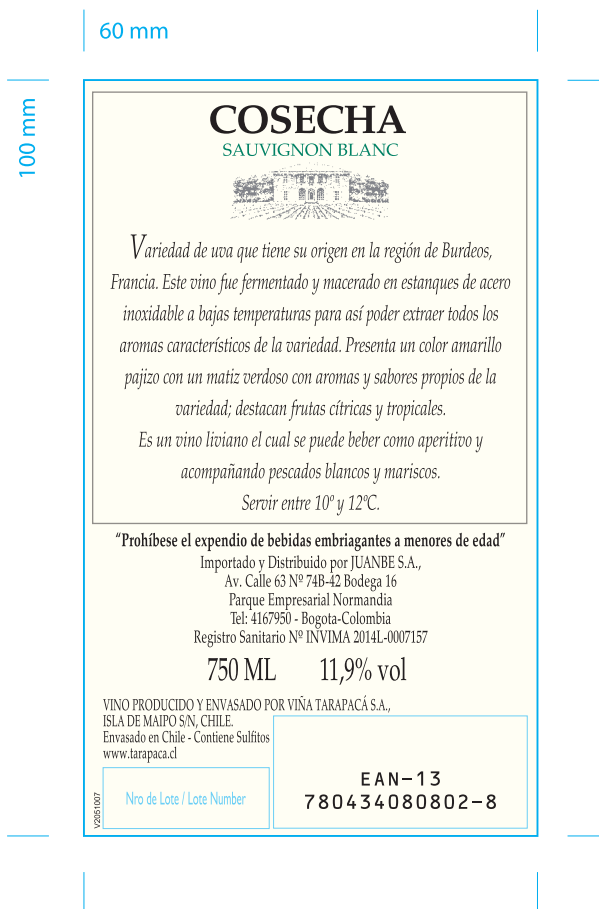 60 mm
100 mm
COSECHA
SAUVIGNON BLANC
Variedad de uva que tiene su origen en la región de Burdeos,
Francia. Este vino fue fermentado y macerado en estanques de acero
inoxidable a bajas temperaturas para así poder extraer todos los
aromas característicos de la variedad. Presenta un color amarillo
pajizo con un matiz verdoso con aromas y sabores propios de la
variedad; destacan frutas cítricas y tropicales.
Es un vino liviano el cual se puede beber como aperitivo y
acompañando pescados blancos y mariscos.
Servir entre 10º y 12ºC.
“Prohíbese el expendio de bebidas embriagantes a menores de edad”
Importado y Distribuido por JUANBE S.A.,
Av. Calle 63 Nº 74B-42 Bodega 16
Parque Empresarial Normandia
Tel: 4167950 - Bogota-Colombia
Registro Sanitario Nº INVIMA 2014L-0007157
750 ML 11,9% vol
VINO PRODUCIDO Y ENVASADO POR VIÑA TARAPACÁ S.A.,
ISLA DE MAIPO S/N, CHILE.
Envasado en Chile - Contiene Sulfitos
www.tarapaca.cl
V2051007
Nro de Lote / Lote Number
EAN-13
780434080802-8